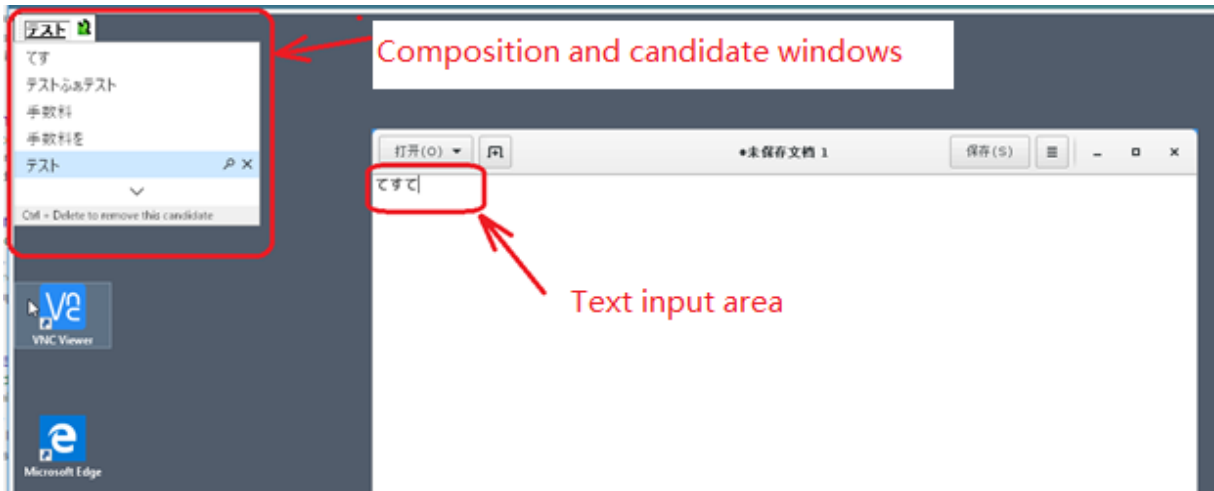 テスト
てす
テストふぁテスト
手数料
手数料を
テスト
Ctrl + Delete to remove this candidate
Composition and candidate windows
打开(O)
•未保存文档 1
保存(S)
てすて
Text input area
VNC Viewer
Microsoft Edge